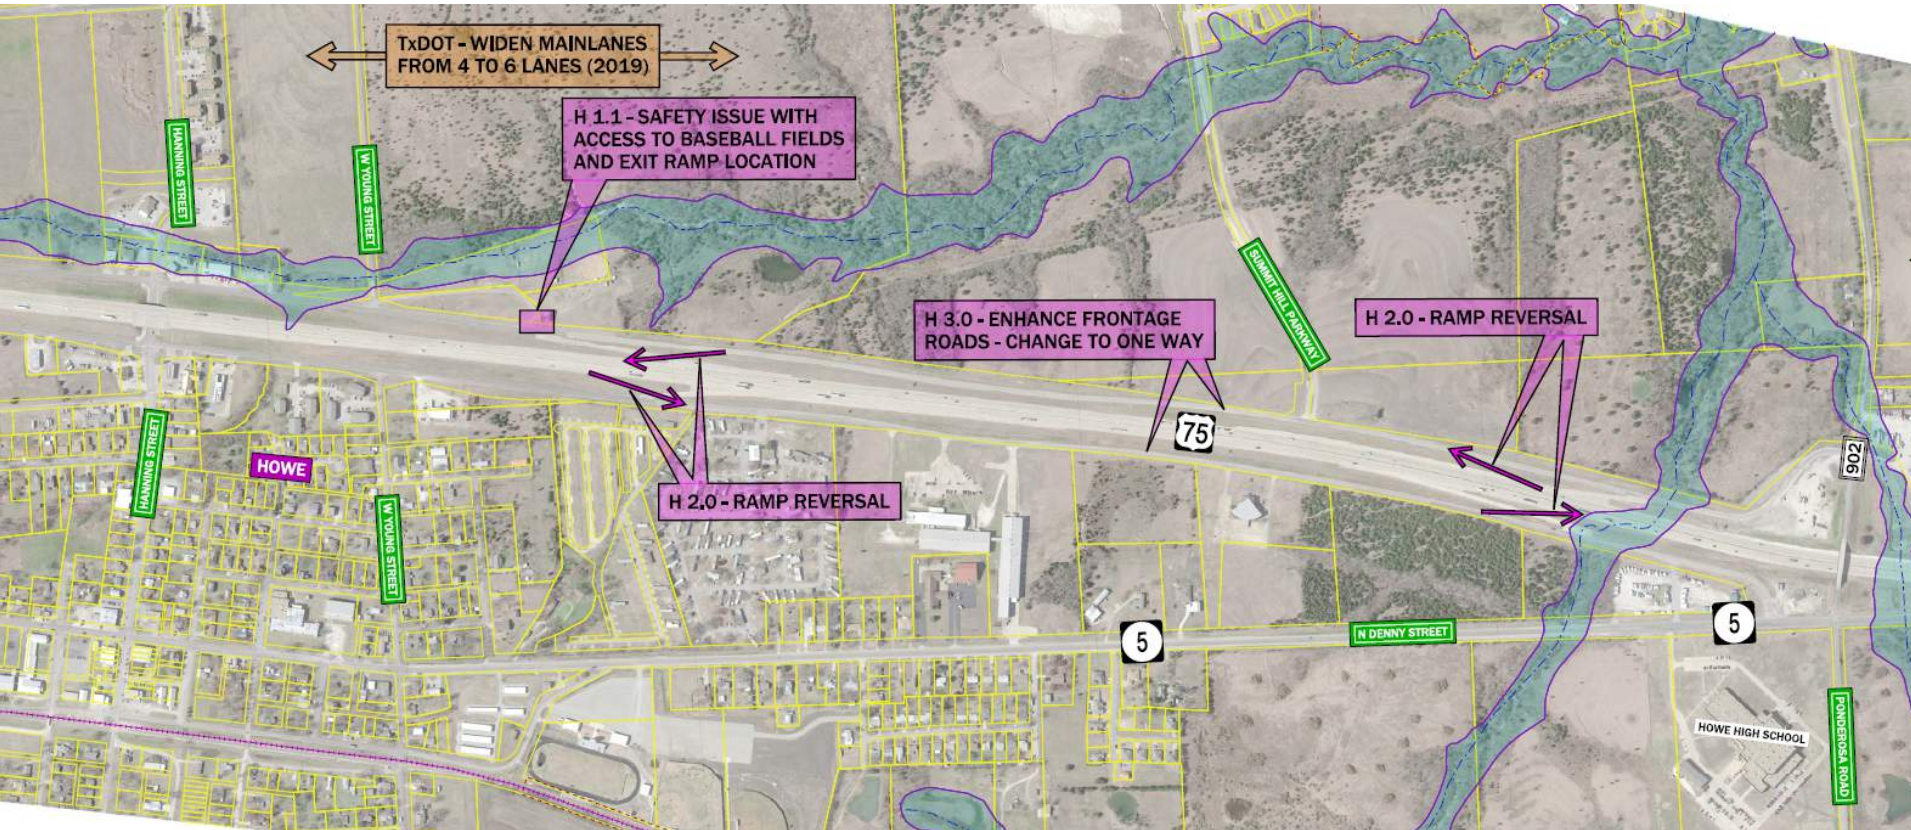 TxDOT - WIDEN MAINLANES
FROM 4 TO 6 LANES (2019)
H 1.1 - SAFETY ISSUE WITH
ACCESS TO BASEBALL FIELDS
AND EXIT RAMP LOCATION
HANNING STREET
W YOUNG STREET
SUMMIT HILL PARKWAY
H 3.0 - ENHANCE FRONTAGE
ROADS - CHANGE TO ONE WAY
H 2.0 - RAMP REVERSAL
75
902
HANNING STREET
HOWE
W YOUNG STREET
H 2.0 - RAMP REVERSAL
5
N DENNY STREET
5
HOWE HIGH SCHOOL
PONDEROSA ROAD